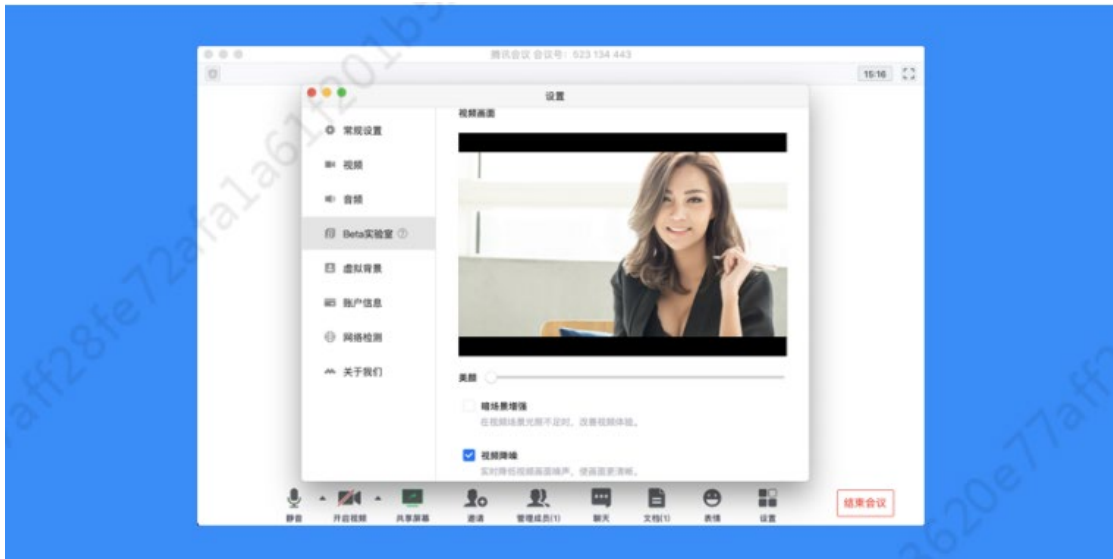 腾讯会议 会议号：623 134 443
15:16
设置
视频画面
常规设置
视频
音频
Beta实验室
虚拟背景
账户信息
网络检测
关于我们
美颜
暗场景增强
在视频场景光照不足时，改善视频体验。
视频降噪
实时降低视频画面噪声，使画面更清晰。
静音
开启视频
共享屏幕
邀请
管理成员(1)
聊天
文档(1)
表情
设置
结束会议